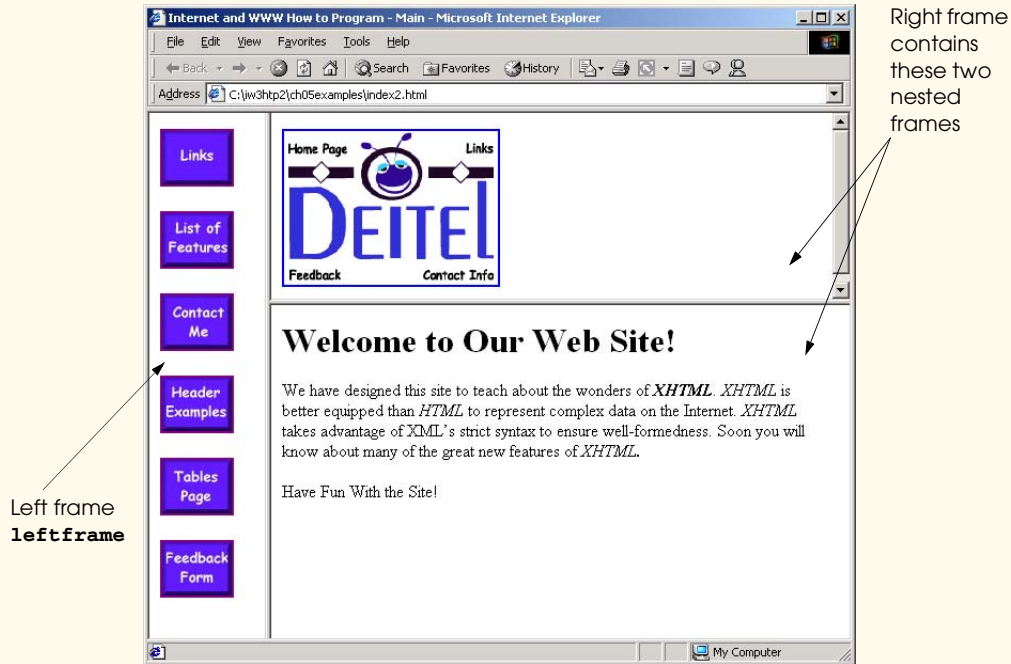 Internet and WWW How to Program - Main - Microsoft Internet Explorer
File Edit View Favorites Tools Help
Back Search Favorites History
Address C:\iw3htp2\ch05examples\index2.html
Links
List of
Features
Contact
Me
Header
Examples
Tables
Page
Feedback
Form
Home Page Links
DEITEL
Feedback Contact Info
Welcome to Our Web Site!
We have designed this site to teach about the wonders of XHTML. XHTML is
better equipped than HTML to represent complex data on the Internet. XHTML
takes advantage of XML's strict syntax to ensure well-formedness. Soon you will
know about many of the great new features of XHTML.
Have Fun With the Site!
My Computer
Right frame
contains
these two
nested
frames
Left frame
leftframe